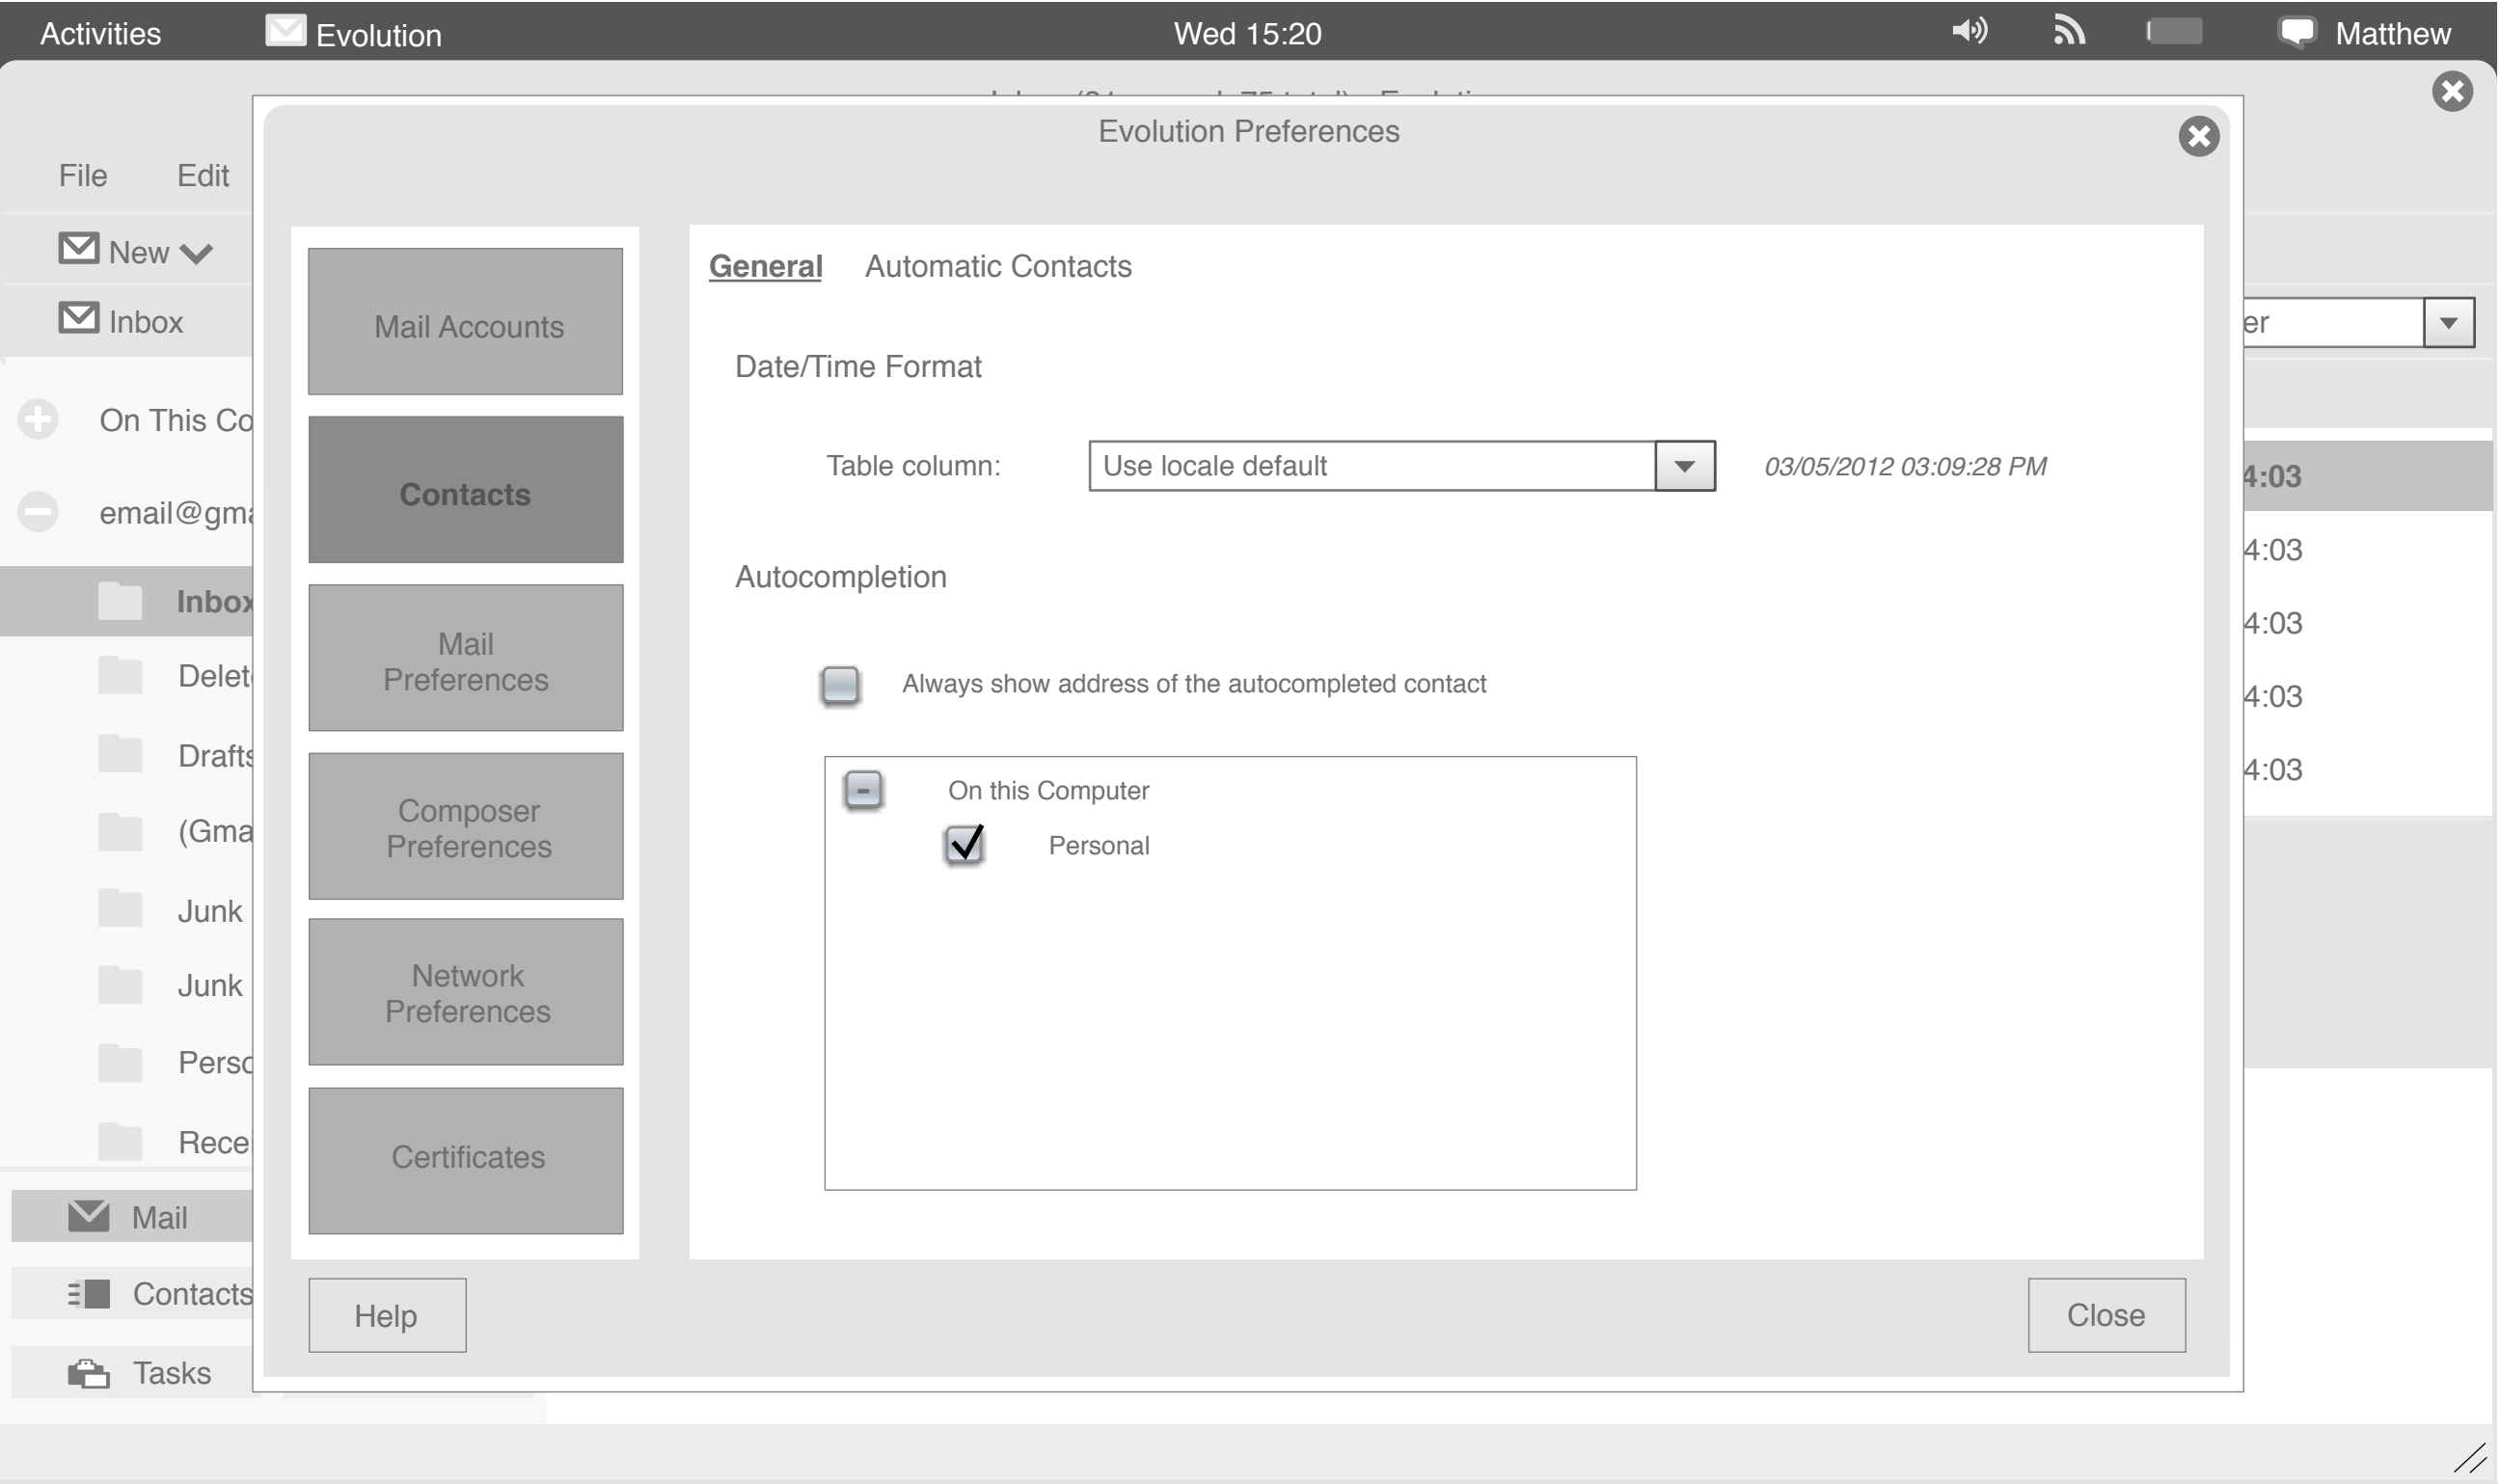 Activities Evolution Wed 15:20 Matthew
Evolution Preferences
File Edit
New
Inbox
er
On This Co
email@gma
Inbox
Delet
Drafts
(Gma
Junk
Junk
Perso
Recei
Mail
Contacts
Tasks
Mail Accounts
Contacts
Mail
Preferences
Composer
Preferences
Network
Preferences
Certificates
General Automatic Contacts
Date/Time Format
Table column: Use locale default 03/05/2012 03:09:28 PM
Autocompletion
Always show address of the autocompleted contact
On this Computer
Personal
4:03
4:03
4:03
4:03
4:03
Help Close